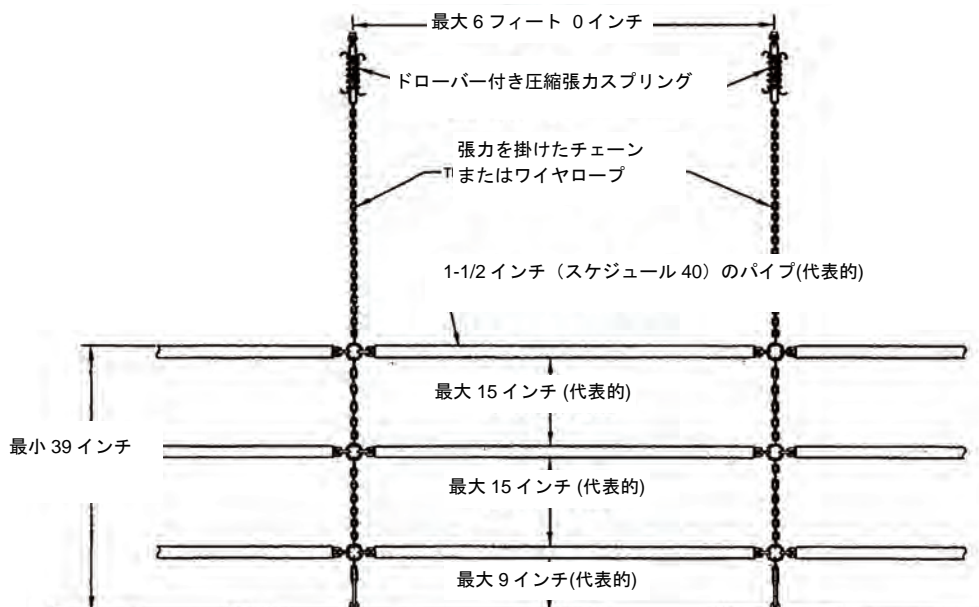 最大 6 フィート 0 インチ
ドローバー付き圧縮張力スプリング
張力を掛けたチェーン
またはワイヤロープ
1-1/2 インチ（スケジュール 40）のパイプ(代表的)
最大 15 インチ (代表的)
最小 39 インチ
最大 15 インチ (代表的)
最大 9 インチ(代表的)